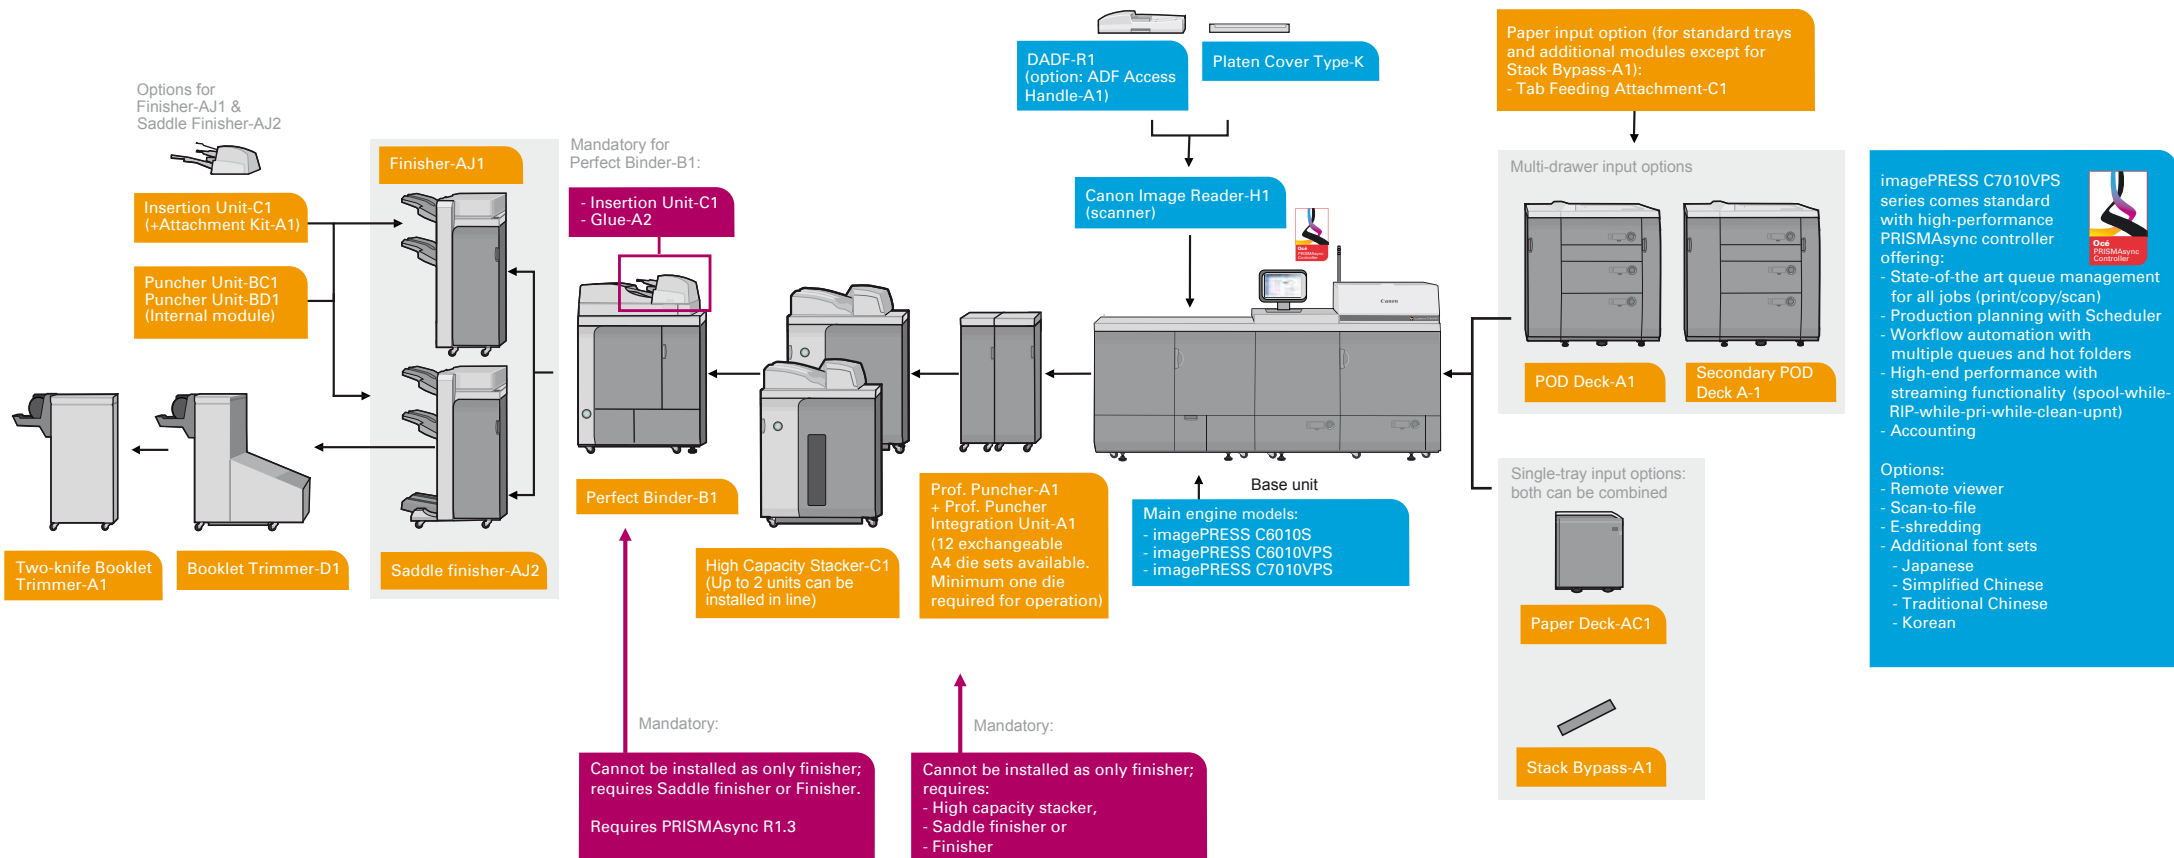 Options for
Finisher-AJ1 &
Saddle Finisher-AJ2
Insertion Unit-C1
(+Attachment Kit-A1)
Puncher Unit-BC1
Puncher Unit-BD1
(Internal module)
Two-knife Booklet
Trimmer-A1
Booklet Trimmer-D1
Finisher-AJ1
Saddle finisher-AJ2
Mandatory for
Perfect Binder-B1:
- Insertion Unit-C1
- Glue-A2
Perfect Binder-B1
Mandatory:
Cannot be installed as only finisher;
requires Saddle finisher or Finisher.
Requires PRISMAsync R1.3
High Capacity Stacker-C1
(Up to 2 units can be
installed in line)
Prof. Puncher-A1
+ Prof. Puncher
Integration Unit-A1
(12 exchangeable
A4 die sets available.
Minimum one die
required for operation)
Mandatory:
Cannot be installed as only finisher;
requires:
- High capacity stacker,
- Saddle finisher or
- Finisher
DADF-R1
(option: ADF Access
Handle-A1)
Platen Cover Type-K
Canon Image Reader-H1
(scanner)
Océ
PRISMAsync
Controller
Canon
Base unit
Main engine models:
- imagePRESS C6010S
- imagePRESS C6010VPS
- imagePRESS C7010VPS
Paper input option (for standard trays
and additional modules except for
Stack Bypass-A1):
- Tab Feeding Attachment-C1
Multi-drawer input options
POD Deck-A1
Secondary POD
Deck A-1
Single-tray input options:
both can be combined
Paper Deck-AC1
Stack Bypass-A1
imagePRESS C7010VPS
series comes standard
with high-performance
PRISMAsync controller
offering:
- State-of-the art queue management
for all jobs (print/copy/scan)
- Production planning with Scheduler
- Workflow automation with
multiple queues and hot folders
- High-end performance with
streaming functionality (spool-while-
RIP-while-pri-while-clean-upnt)
- Accounting
Océ
PRISMAsync
Controller
Options:
- Remote viewer
- Scan-to-file
- E-shredding
- Additional font sets
- Japanese
- Simplified Chinese
- Traditional Chinese
- Korean